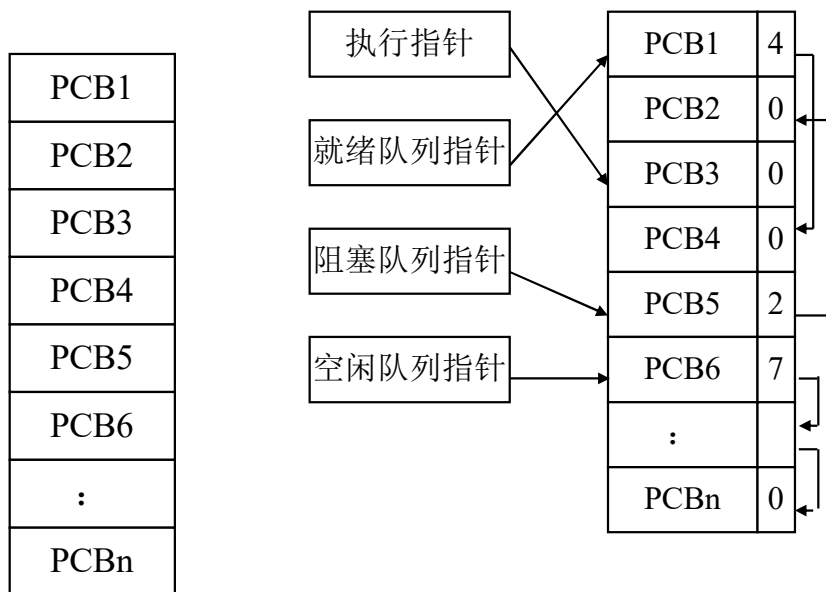 PCB1
PCB2
PCB3
PCB4
PCB5
PCB6
:
PCBn
执行指针
就绪队列指针
阻塞队列指针
空闲队列指针
PCB1 4
PCB2 0
PCB3 0
PCB4 0
PCB5 2
PCB6 7
:
PCBn 0